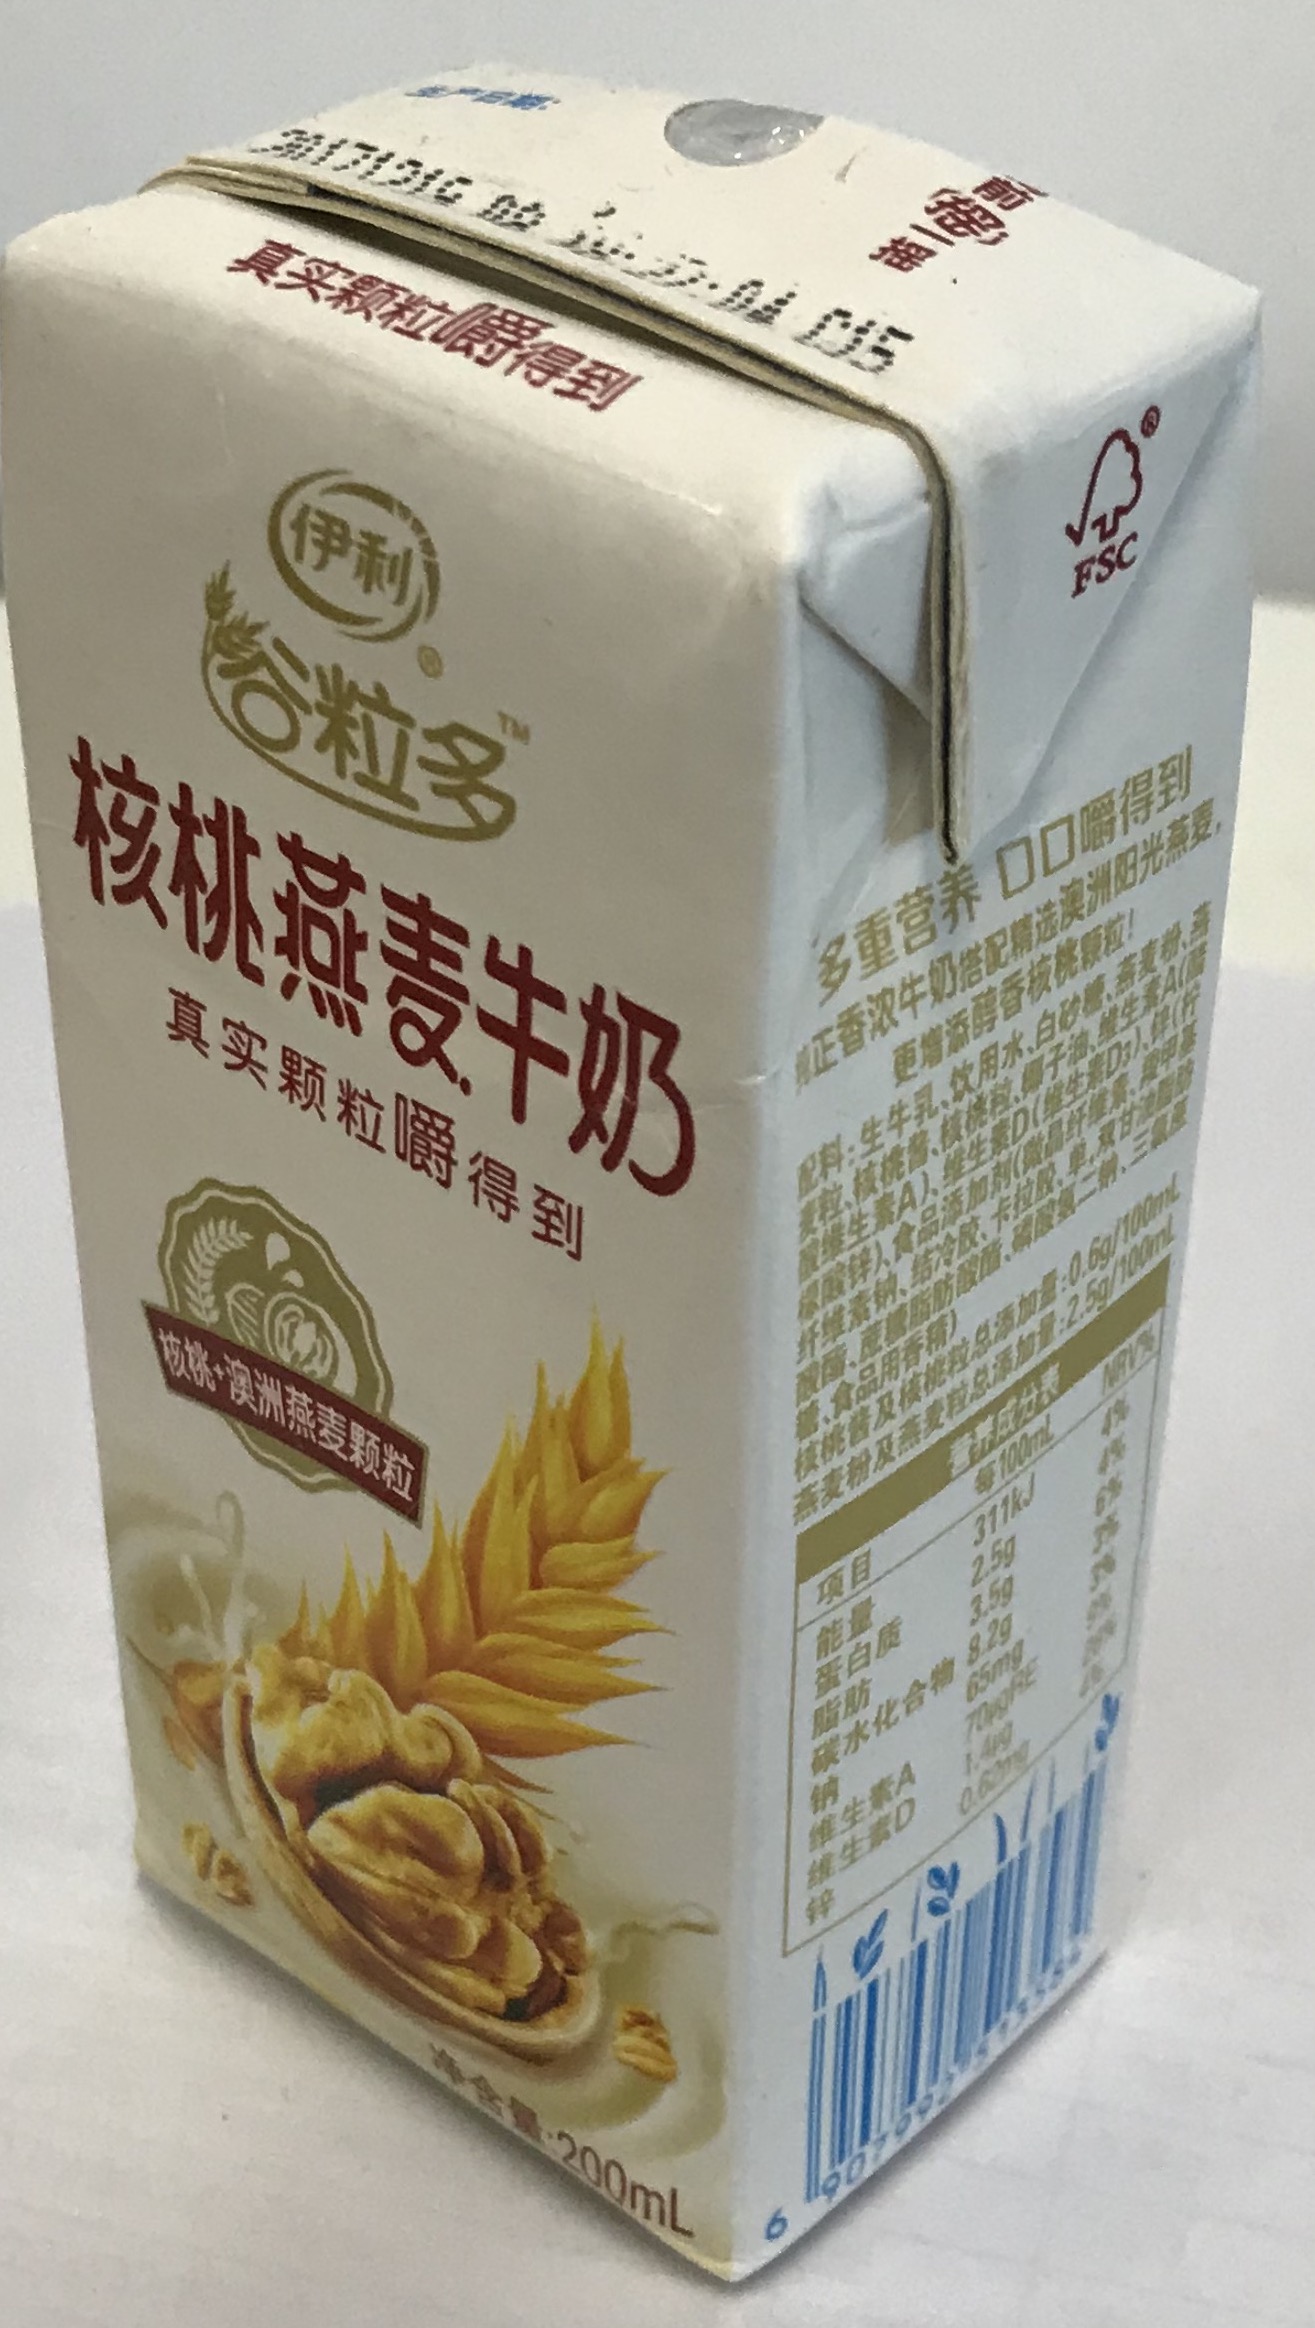 生产日期:
前摇一摇
真实颗粒嚼得到
伊利
®
谷粒多
TM
核桃燕麦牛奶
真实颗粒嚼得到
核桃+澳洲燕麦颗粒
净含量:200mL
®
FSC
多重营养 口口嚼得到
正香浓牛奶搭配精选澳洲阳光燕麦,
更增添醇香核桃颗粒!
配料:生牛乳、饮用水、白砂糖、燕麦粉、燕
麦粒、核桃酱、核桃粒、椰子油、维生素A(醋
酸维生素A)、维生素D(维生素D3)、锌(柠
檬酸锌)、食品添加剂(微晶纤维素、羧甲基
纤维素钠、结冷胶、卡拉胶、单,双甘油脂肪
酸酯、蔗糖脂肪酸酯、磷酸氢二钠、三氯蔗
糖、食品用香精)
核桃酱及核桃粒总添加量:0.6g/100mL
燕麦粉及燕麦粒总添加量:2.5g/100mL
营养成分表
项目 每100mL NRV%
能量 311kJ 4%
蛋白质 2.5g 4%
脂肪 3.5g 6%
碳水化合物 8.2g 3%
钠 65mg 3%
维生素A 70μgRE
维生素D 1.4μg
锌 0.60mg